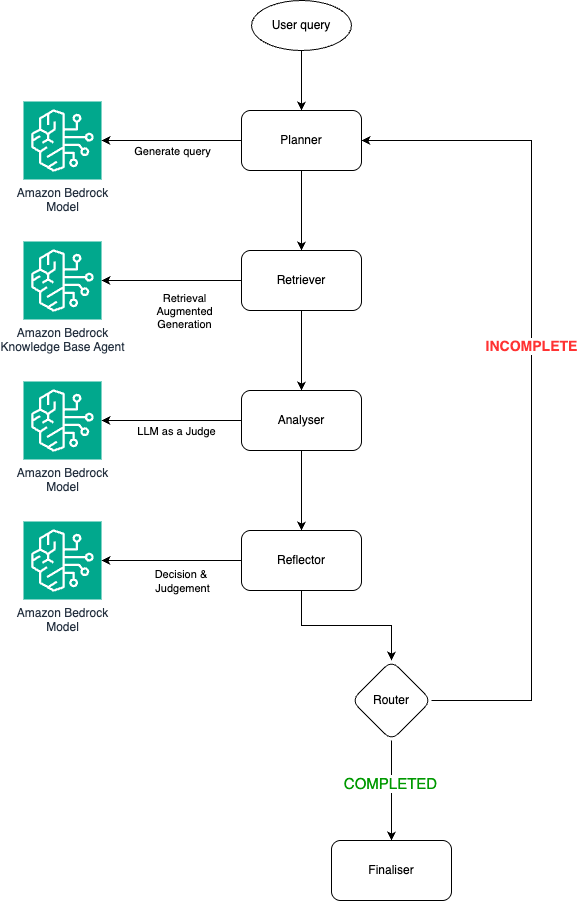 User query
Planner
Generate query
Amazon Bedrock
Model
Retriever
Retrieval
Augmented
Generation
Amazon Bedrock
Knowledge Base Agent
INCOMPLETE
Analyser
LLM as a Judge
Amazon Bedrock
Model
Reflector
Decision &
Judgement
Amazon Bedrock
Model
Router
COMPLETED
Finaliser